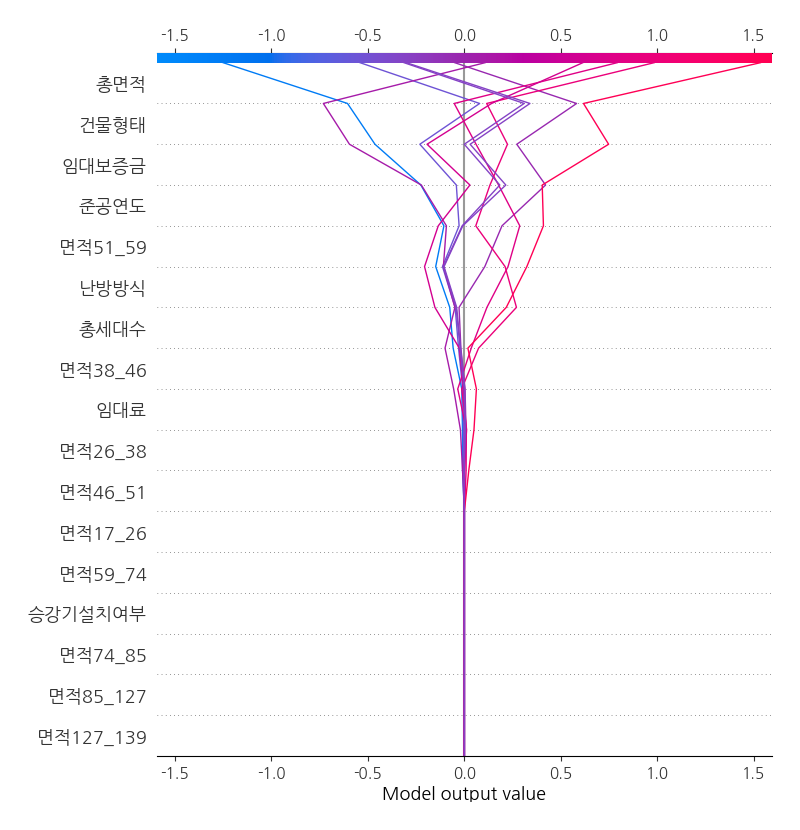 -1.5 -1.0 -0.5 0.0 0.5 1.0 1.5
총면적
건물형태
임대보증금
준공연도
면적51_59
난방방식
총세대수
면적38_46
임대료
면적26_38
면적46_51
면적17_26
면적59_74
승강기설치여부
면적74_85
면적85_127
면적127_139
-1.5 -1.0 -0.5 0.0 0.5 1.0 1.5
Model output value